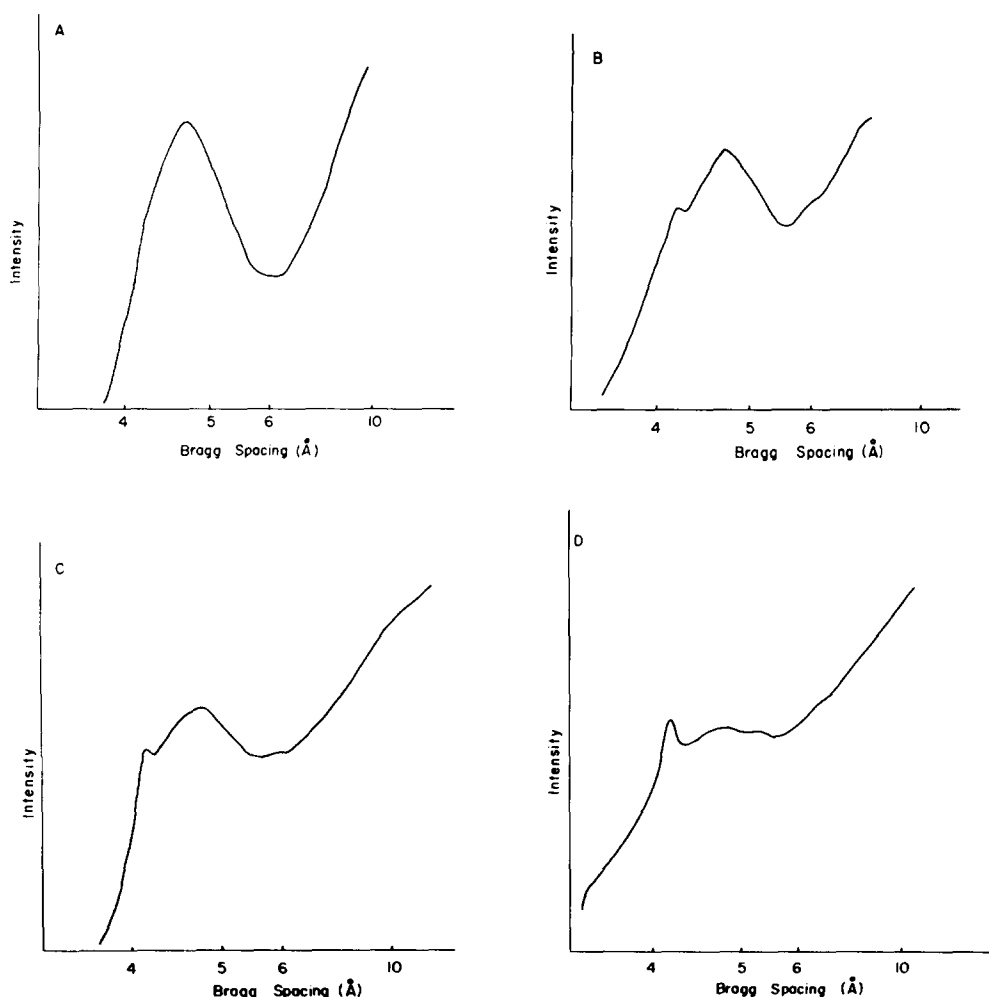 A
Intensity
4 5 6 10
Bragg Spacing (Å)
B
Intensity
4 5 6 10
Bragg Spacing (Å)
C
Intensity
4 5 6 10
Bragg Spacing (Å)
D
Intensity
4 5 6 10
Bragg Spacing (Å)